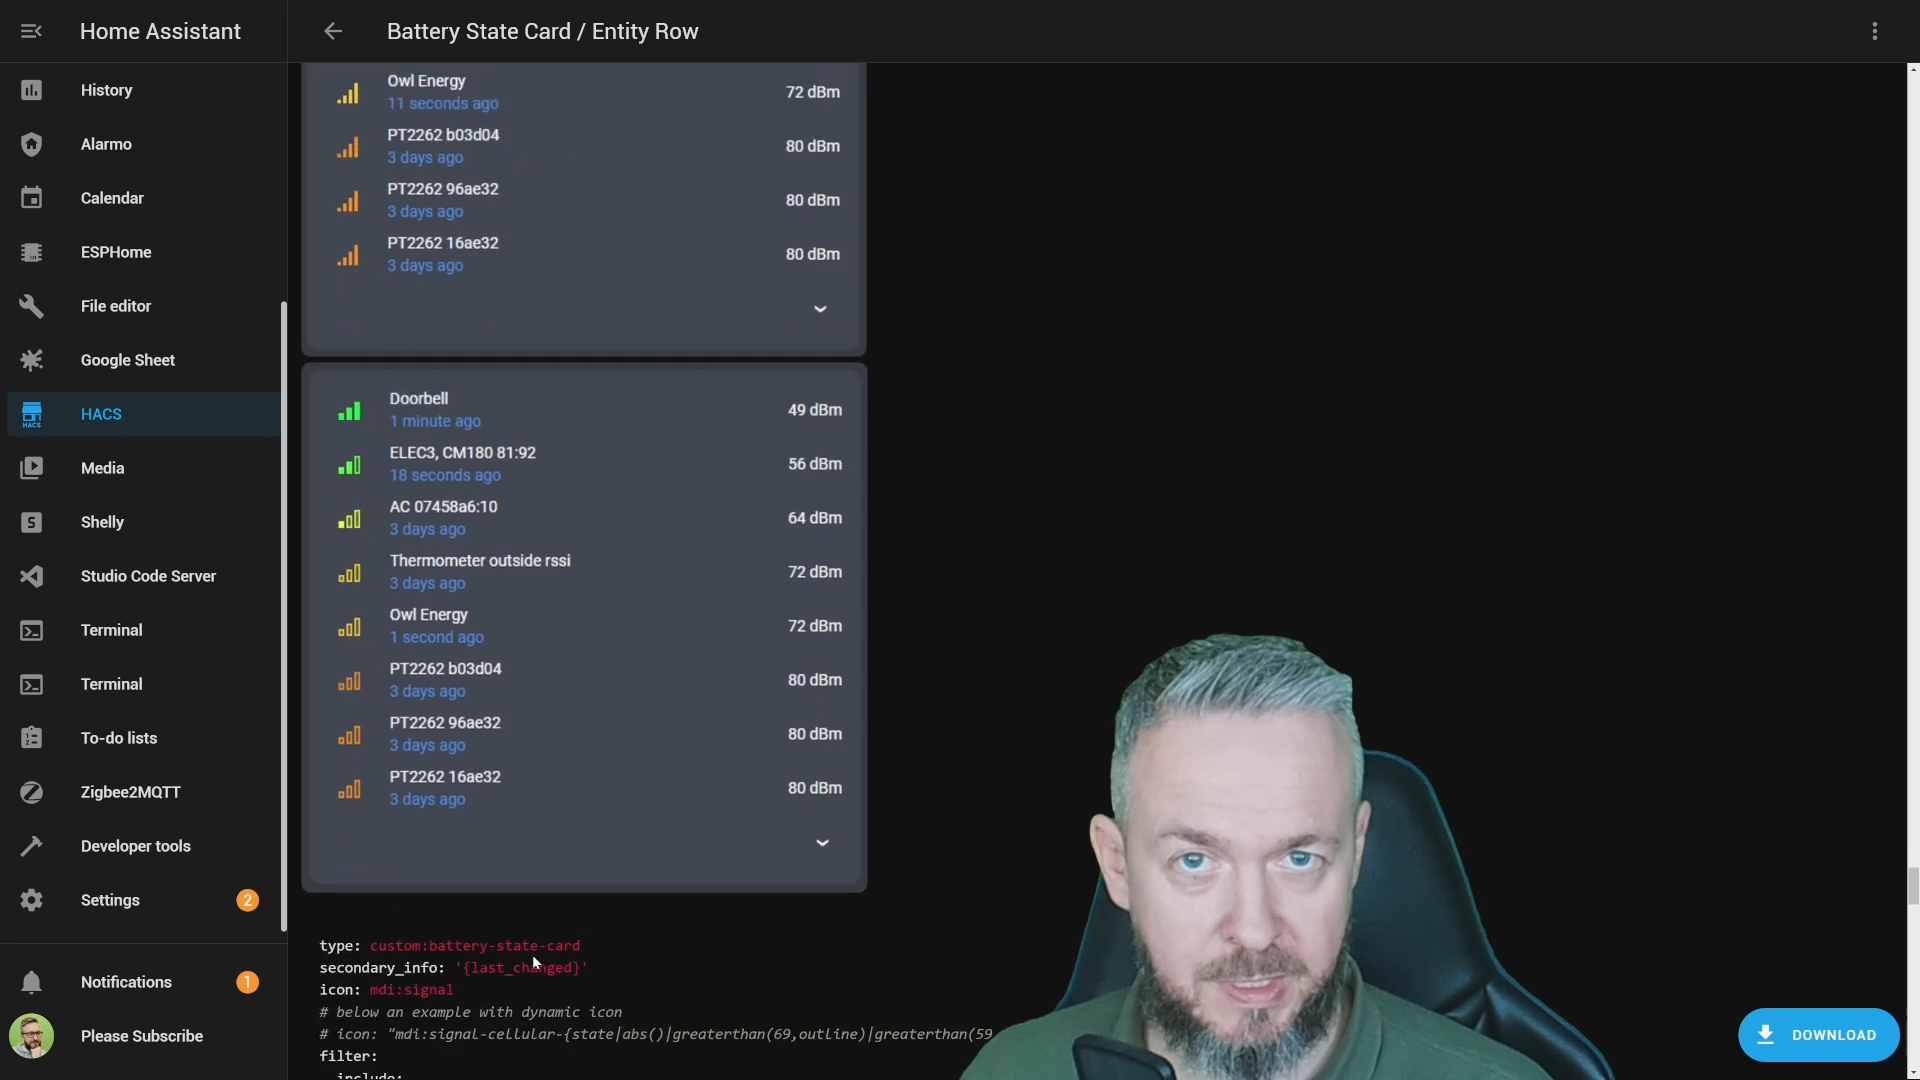 Home Assistant
Battery State Card / Entity Row
History
Alarmo
Calendar
ESPHome
File editor
Google Sheet
HACS
HACS
Media
Shelly
Studio Code Server
Terminal
Terminal
To-do lists
Zigbee2MQTT
Developer tools
Settings
2
Notifications
1
Please Subscribe
Owl Energy
11 seconds ago
72 dBm
PT2262 b03d04
3 days ago
80 dBm
PT2262 96ae32
3 days ago
80 dBm
PT2262 16ae32
3 days ago
80 dBm
Doorbell
1 minute ago
49 dBm
ELEC3, CM180 81:92
18 seconds ago
56 dBm
AC 07458a6:10
3 days ago
64 dBm
Thermometer outside rssi
3 days ago
72 dBm
Owl Energy
1 second ago
72 dBm
PT2262 b03d04
3 days ago
80 dBm
PT2262 96ae32
3 days ago
80 dBm
PT2262 16ae32
3 days ago
80 dBm
type: custom:battery-state-card
secondary_info: '{last_changed}'
icon: mdi:signal
# below an example with dynamic icon
# icon: "mdi:signal-cellular-{state|abs()|greaterthan(69,outline)|greaterthan(59
filter:
include:
DOWNLOAD